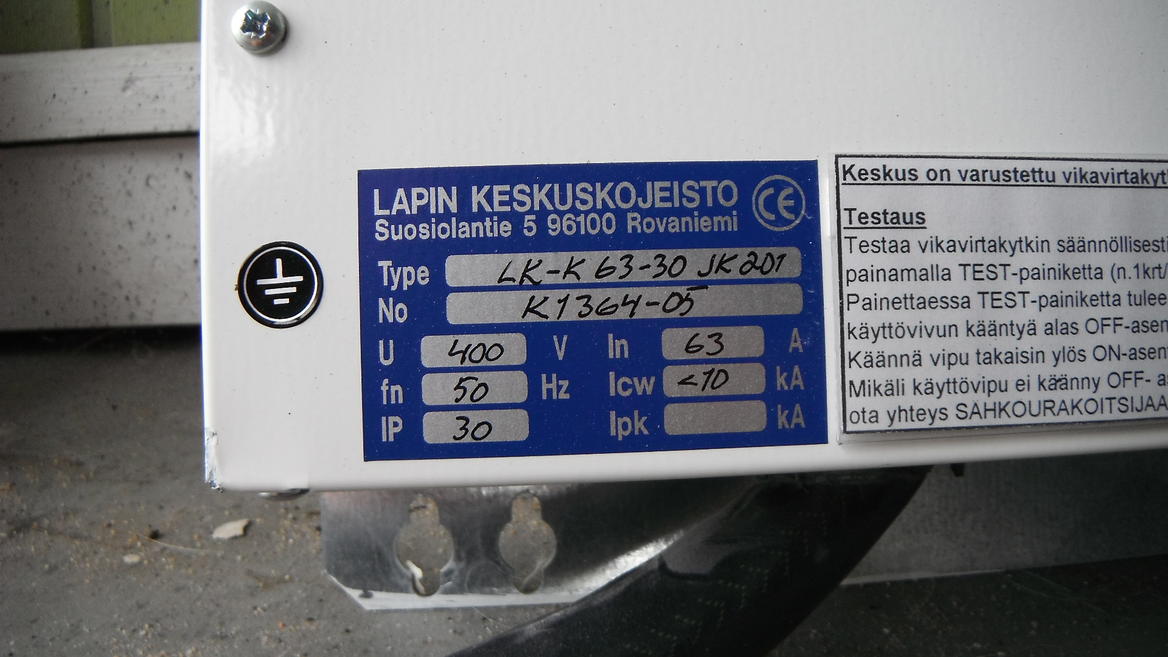 LAPIN KESKUSKOJEISTO CE
Suosiolantie 5 96100 Rovaniemi
Type LK-K 63-30 JK201
No K1364-05
U 400 V In 63 A
fn 50 Hz Icw <10 kA
IP 30 Ipk kA
Keskus on varustettu
Testaus
Testaa vikavirtakytkin säännöllisesti
painamalla TEST-painiketta (n.1krt/
Painettaessa TEST-painiketta tulee
käyttövivun kääntyä alas OFF-asen
Käännä vipu takaisin ylös ON-asen
Mikäli käyttövipu ei käänny OFF- a
ota yhteys SÄHKÖURAKOITSIJAA